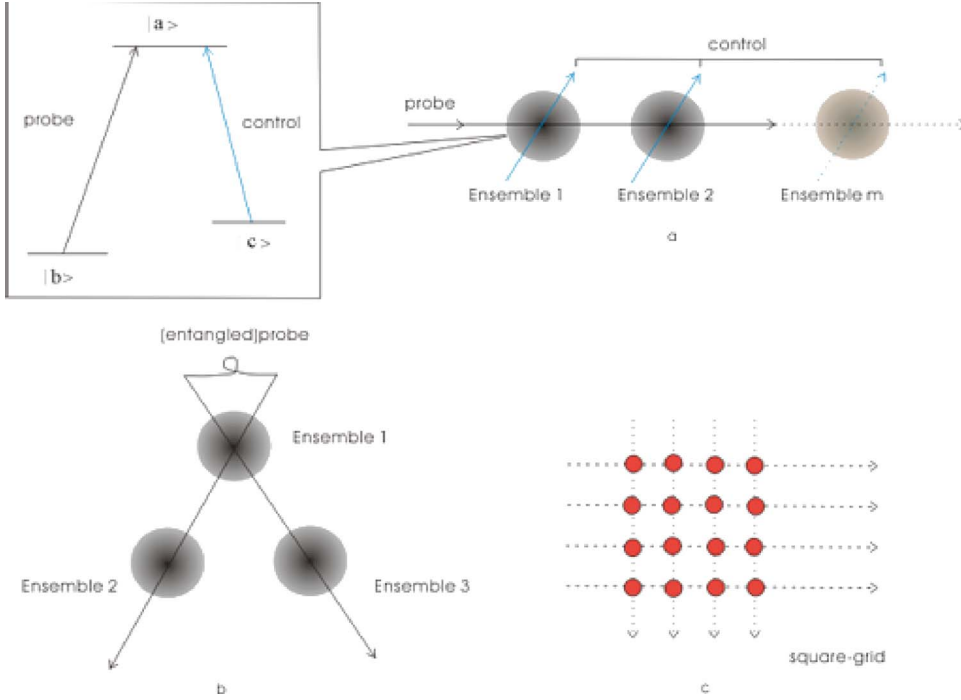 |a>
probe
control
|c>
|b>
control
probe
Ensemble 1
Ensemble 2
Ensemble m
a
(entangled)probe
Ensemble 1
Ensemble 2
Ensemble 3
b
square-grid
c